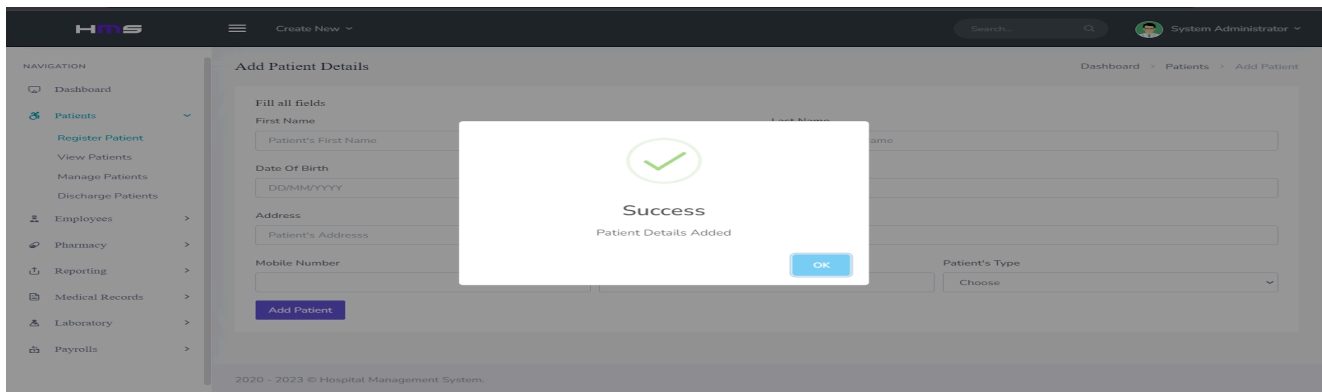 HMS
Create New
Search...
System Administrator
NAVIGATION
Dashboard
Patients
Register Patient
View Patients
Manage Patients
Discharge Patients
Employees
Pharmacy
Reporting
Medical Records
Laboratory
Payrolls
Add Patient Details
Dashboard > Patients > Add Patient
Fill all fields
First Name
Last Name
Patient's First Name
ame
Date Of Birth
DD/MM/YYYY
Address
Patient's Addresss
Mobile Number
Patient's Type
Choose
Add Patient
Success
Patient Details Added
OK
2020 - 2023 © Hospital Management System.